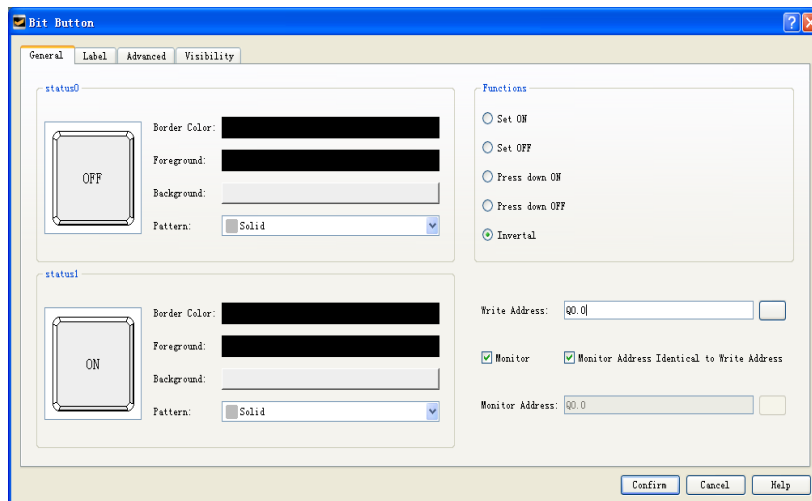 Bit Button
General Label Advanced Visibility
status0
OFF
Border Color:
Foreground:
Background:
Pattern: Solid
Functions
Set ON
Set OFF
Press down ON
Press down OFF
Invertal
status1
ON
Border Color:
Foreground:
Background:
Pattern: Solid
Write Address: Q0.0
Monitor Monitor Address Identical to Write Address
Monitor Address: Q0.0
Confirm Cancel Help